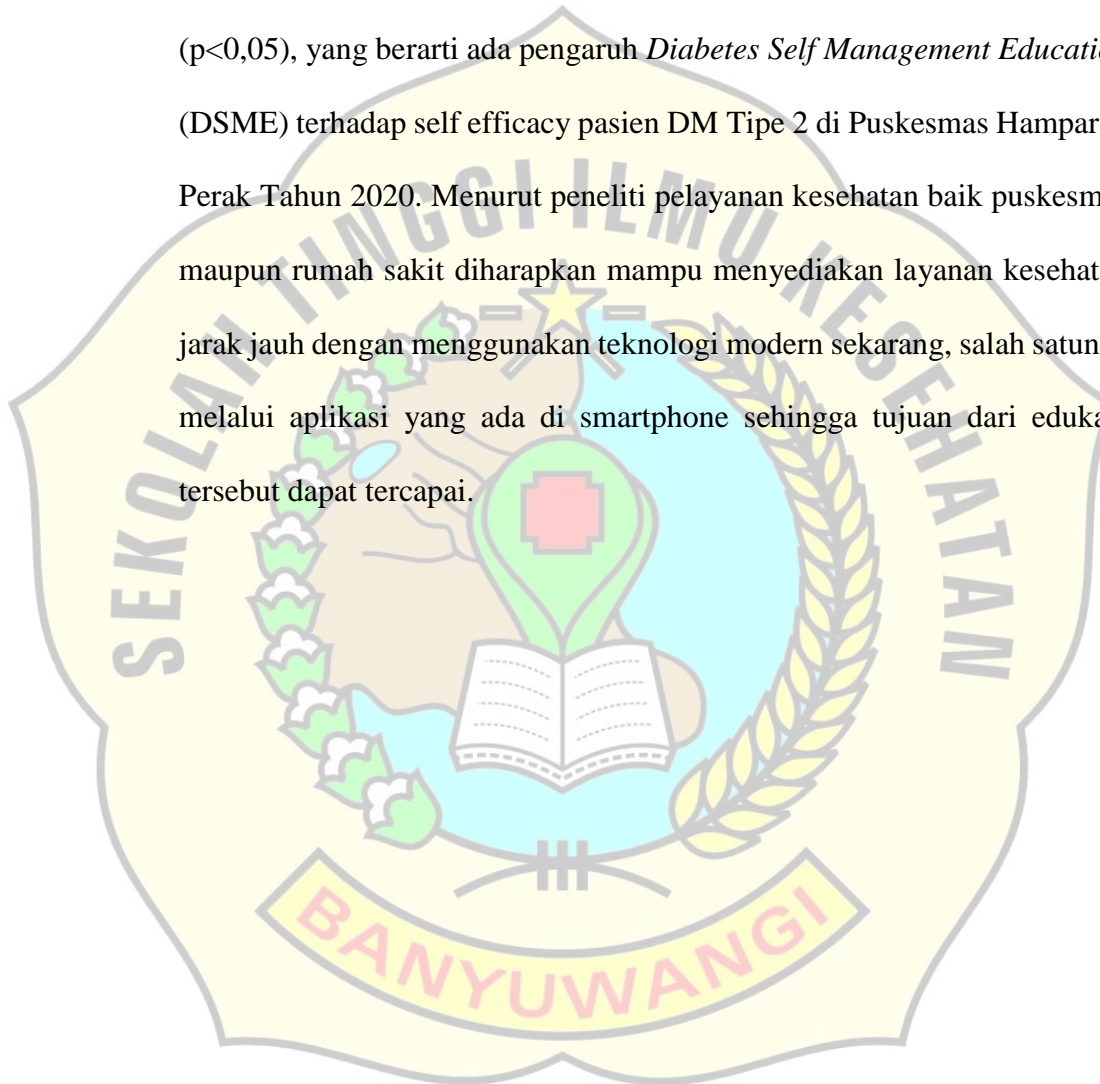 (p<0,05), yang berarti ada pengaruh Diabetes Self Management Educatio
(DSME) terhadap self efficacy pasien DM Tipe 2 di Puskesmas Hampar
Perak Tahun 2020. Menurut peneliti pelayanan kesehatan baik puskesm
maupun rumah sakit diharapkan mampu menyediakan layanan kesehat
jarak jauh dengan menggunakan teknologi modern sekarang, salah satun
melalui aplikasi yang ada di smartphone sehingga tujuan dari eduka
tersebut dapat tercapai.
SEKOLAH TINGGI ILMU KESEHATAN
BANYUWANGI